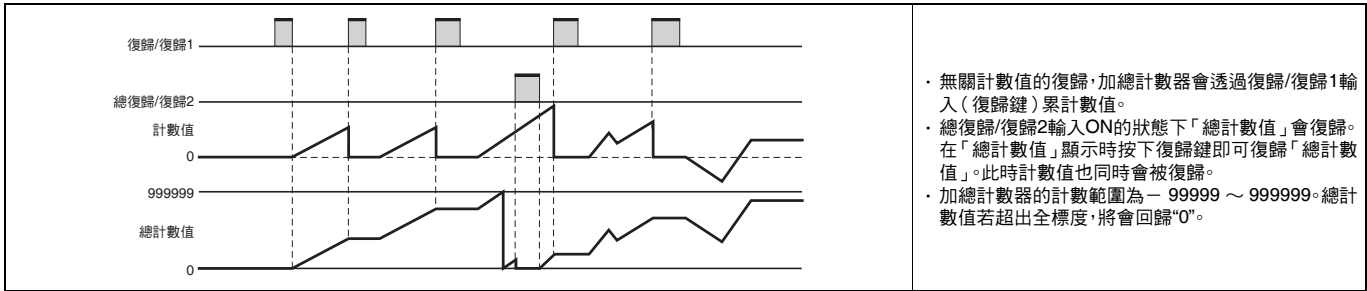 復歸/復歸1
總復歸/復歸2
計數值
0
999999
總計數值
0
・ 無關計數值的復歸,加總計數器會透過復歸/復歸1輸
入(復歸鍵)累計數值。
・ 總復歸/復歸2輸入ON的狀態下「總計數值」會復歸。
在「總計數值」顯示時按下復歸鍵即可復歸「總計數
值」。此時計數值也同時會被復歸。
・ 加總計數器的計數範圍為－ 99999 ～ 999999。總計
數值若超出全標度,將會回歸“0”。